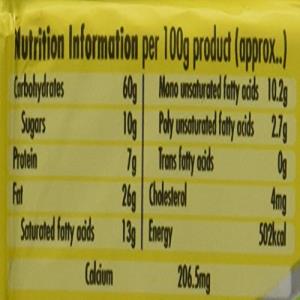 Nutrition Information per 100g product (approx..)
Carbohydrates 60g Mono unsaturated fatty acids 10.2g
Sugars 10g Poly unsaturated fatty acids 2.7g
Protein 7g Trans fatty acids 0g
Fat 26g Cholesterol 4mg
Saturated fatty acids 13g Energy 502kcal
Calcium 206.5mg